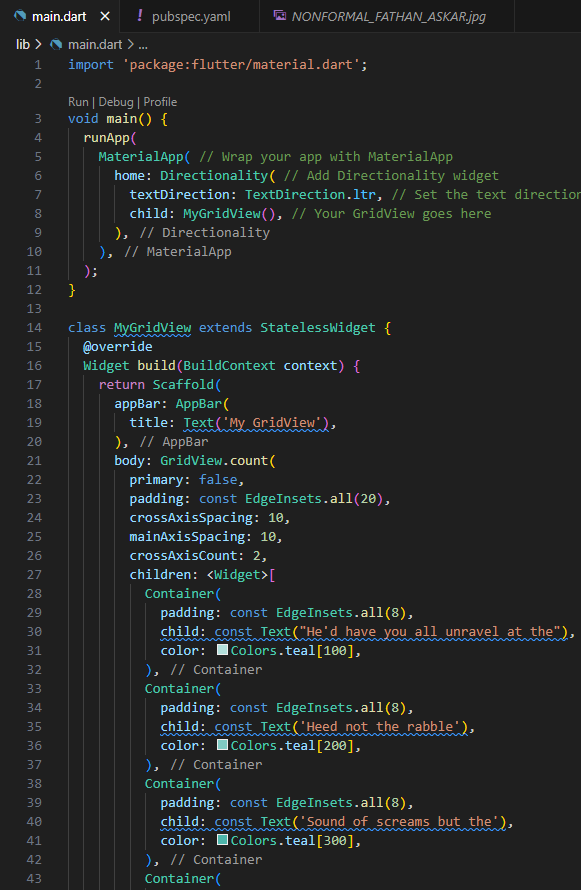 main.dart × ! pubspec.yaml NONFORMAL_FATHAN_ASKAR.jpg
lib > main.dart > ...
1 import 'package:flutter/material.dart';
2
Run | Debug | Profile
3 void main() {
4 runApp(
5 MaterialApp( // Wrap your app with MaterialApp
6 home: Directionality( // Add Directionality widget
7 textDirection: TextDirection.ltr, // Set the text direction
8 child: MyGridView(), // Your GridView goes here
9 ), // Directionality
10 ), // MaterialApp
11 );
12 }
13
14 class MyGridView extends StatelessWidget {
15 @override
16 Widget build(BuildContext context) {
17 return Scaffold(
18 appBar: AppBar(
19 title: Text('My GridView'),
20 ), // AppBar
21 body: GridView.count(
22 primary: false,
23 padding: const EdgeInsets.all(20),
24 crossAxisSpacing: 10,
25 mainAxisSpacing: 10,
26 crossAxisCount: 2,
27 children: <Widget>[
28 Container(
29 padding: const EdgeInsets.all(8),
30 child: const Text("He'd have you all unravel at the"),
31 color: Colors.teal[100],
32 ), // Container
33 Container(
34 padding: const EdgeInsets.all(8),
35 child: const Text('Heed not the rabble'),
36 color: Colors.teal[200],
37 ), // Container
38 Container(
39 padding: const EdgeInsets.all(8),
40 child: const Text('Sound of screams but the'),
41 color: Colors.teal[300],
42 ), // Container
43 Container(